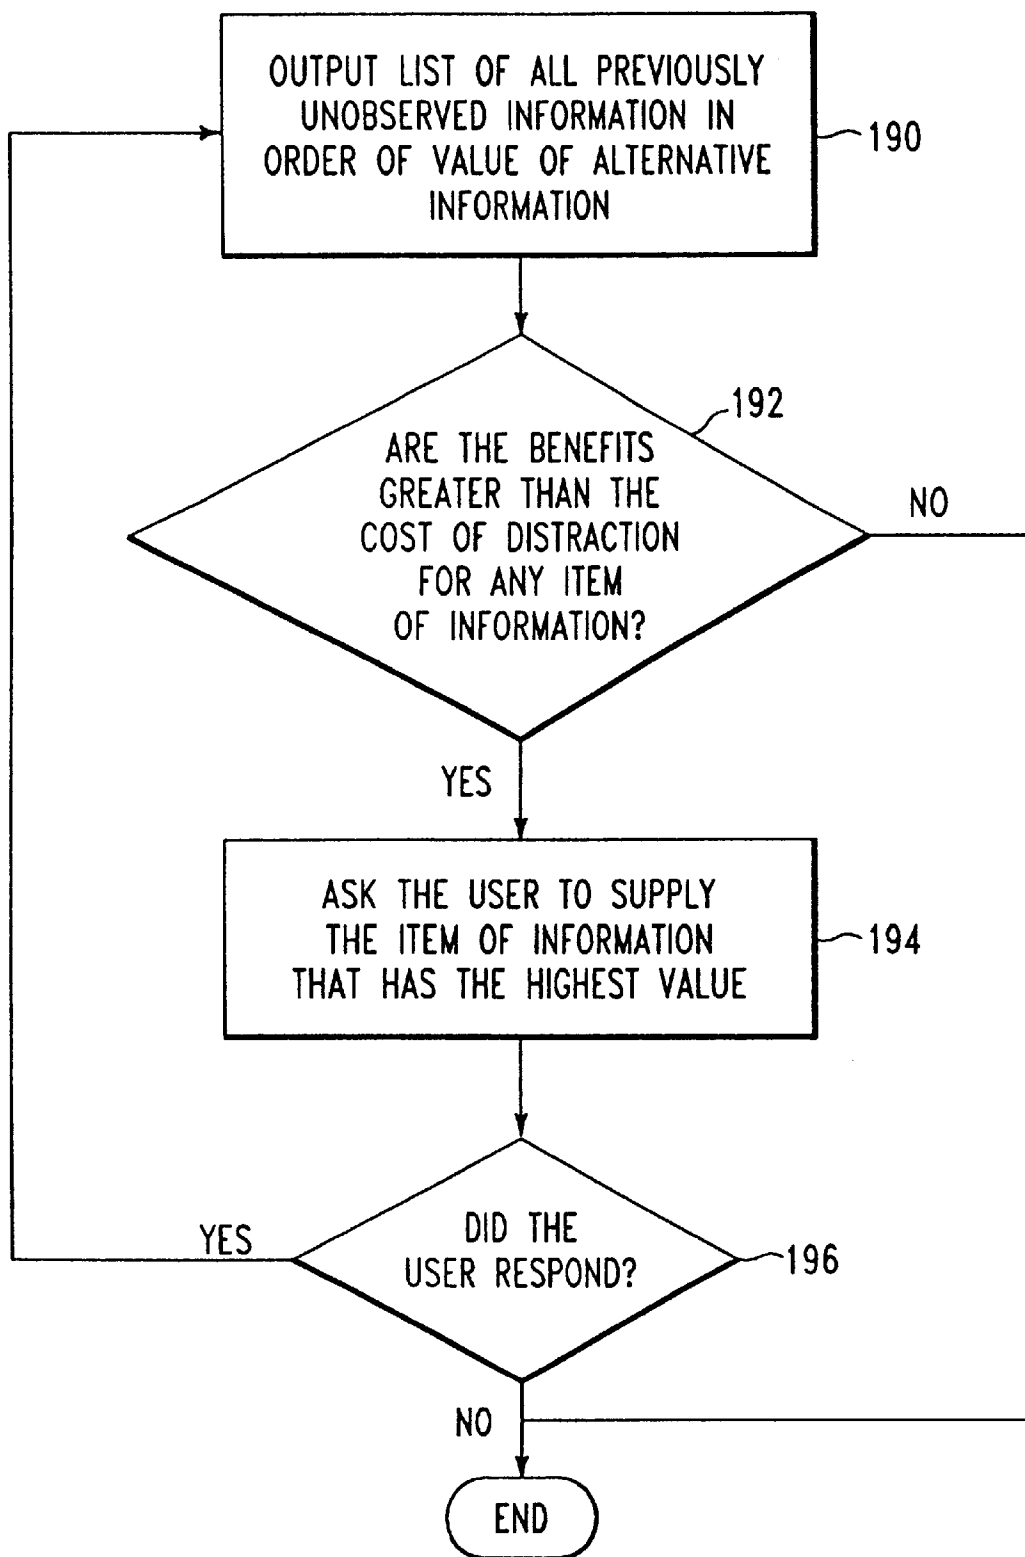 OUTPUT LIST OF ALL PREVIOUSLY
UNOBSERVED INFORMATION IN
ORDER OF VALUE OF ALTERNATIVE
INFORMATION
190
192
ARE THE BENEFITS
GREATER THAN THE
COST OF DISTRACTION
FOR ANY ITEM
OF INFORMATION?
NO
YES
ASK THE USER TO SUPPLY
THE ITEM OF INFORMATION
THAT HAS THE HIGHEST VALUE
194
DID THE
USER RESPOND?
196
YES
NO
END